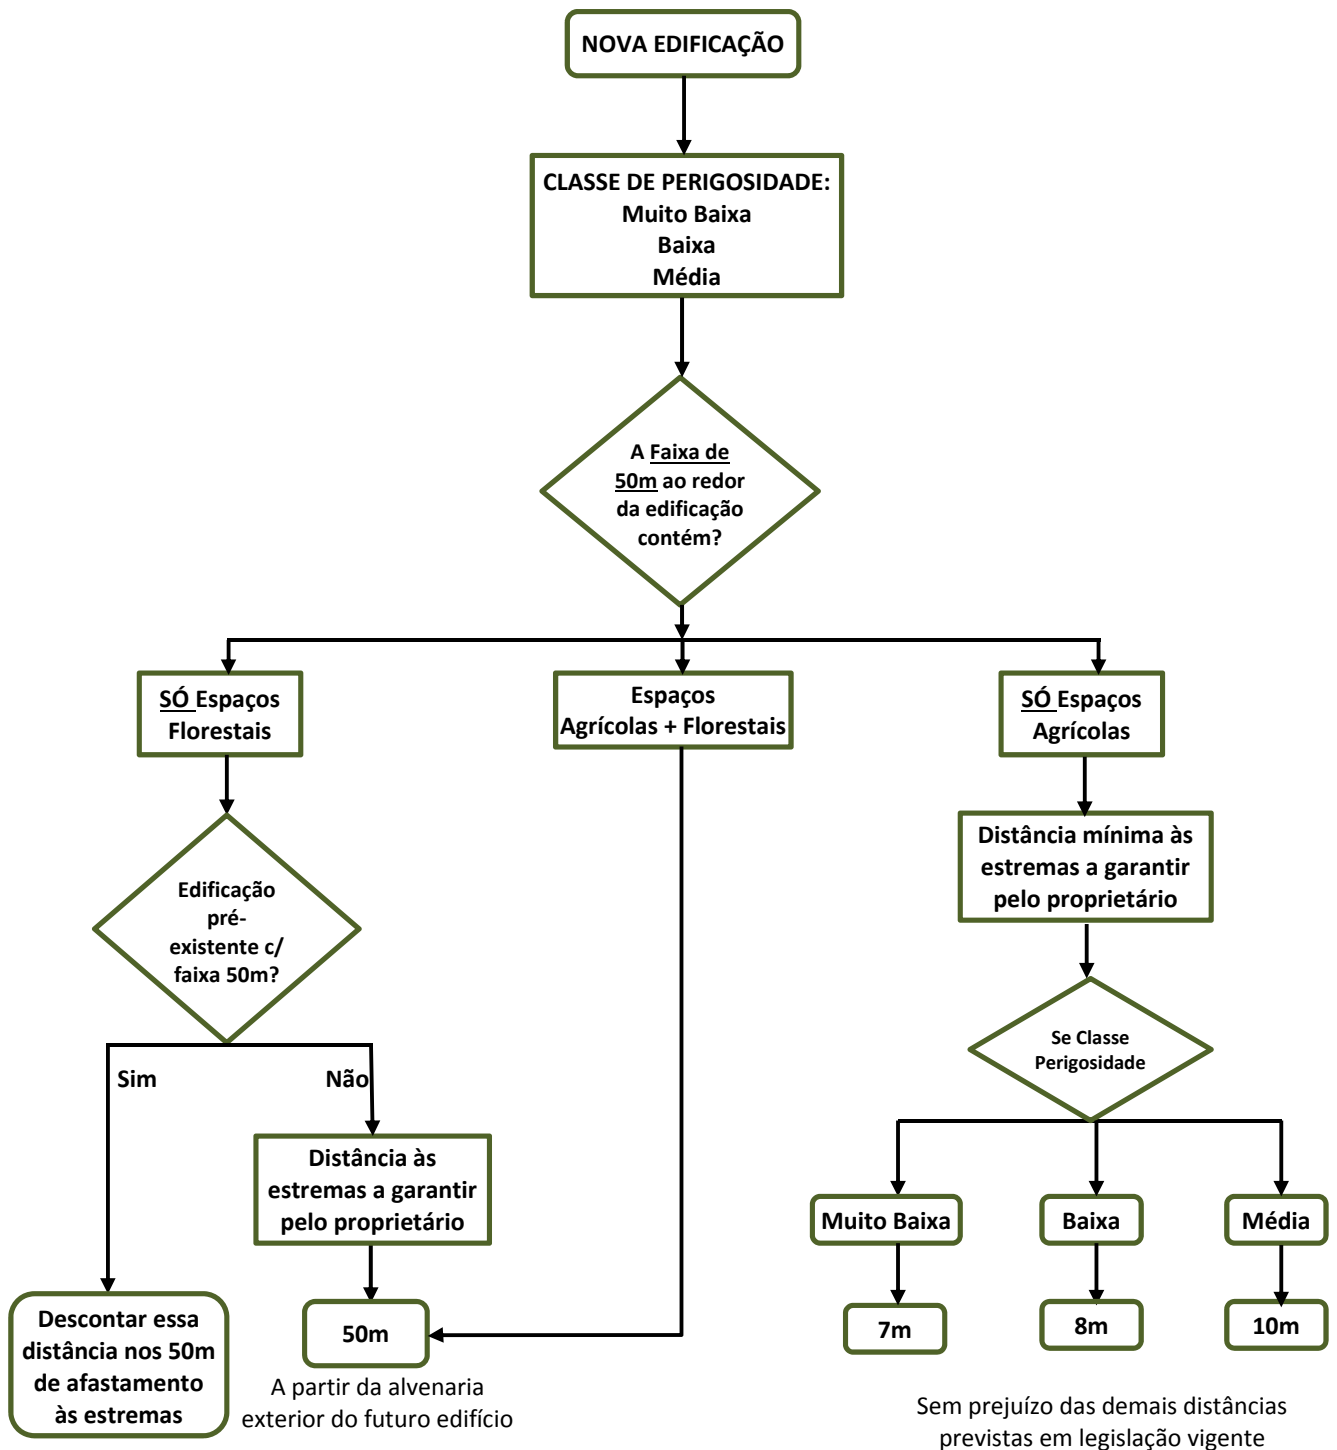 NOVA EDIFICAÇÃO
CLASSE DE PERIGOSIDADE:
Muito Baixa
Baixa
Média
A Faixa de
50m ao redor
da edificação
contém?
SÓ Espaços
Florestais
Espaços
Agrícolas + Florestais
SÓ Espaços
Agrícolas
Edificação
pré-
existente c/
faixa 50m?
Distância mínima às
estremas a garantir
pelo proprietário
Se Classe
Perigosidade
Sim
Não
Distância às
estremas a garantir
pelo proprietário
Muito Baixa
Baixa
Média
Descontar essa
distância nos 50m
de afastamento
às estremas
50m
7m
8m
10m
A partir da alvenaria
exterior do futuro edifício
Sem prejuízo das demais distâncias
previstas em legislação vigente